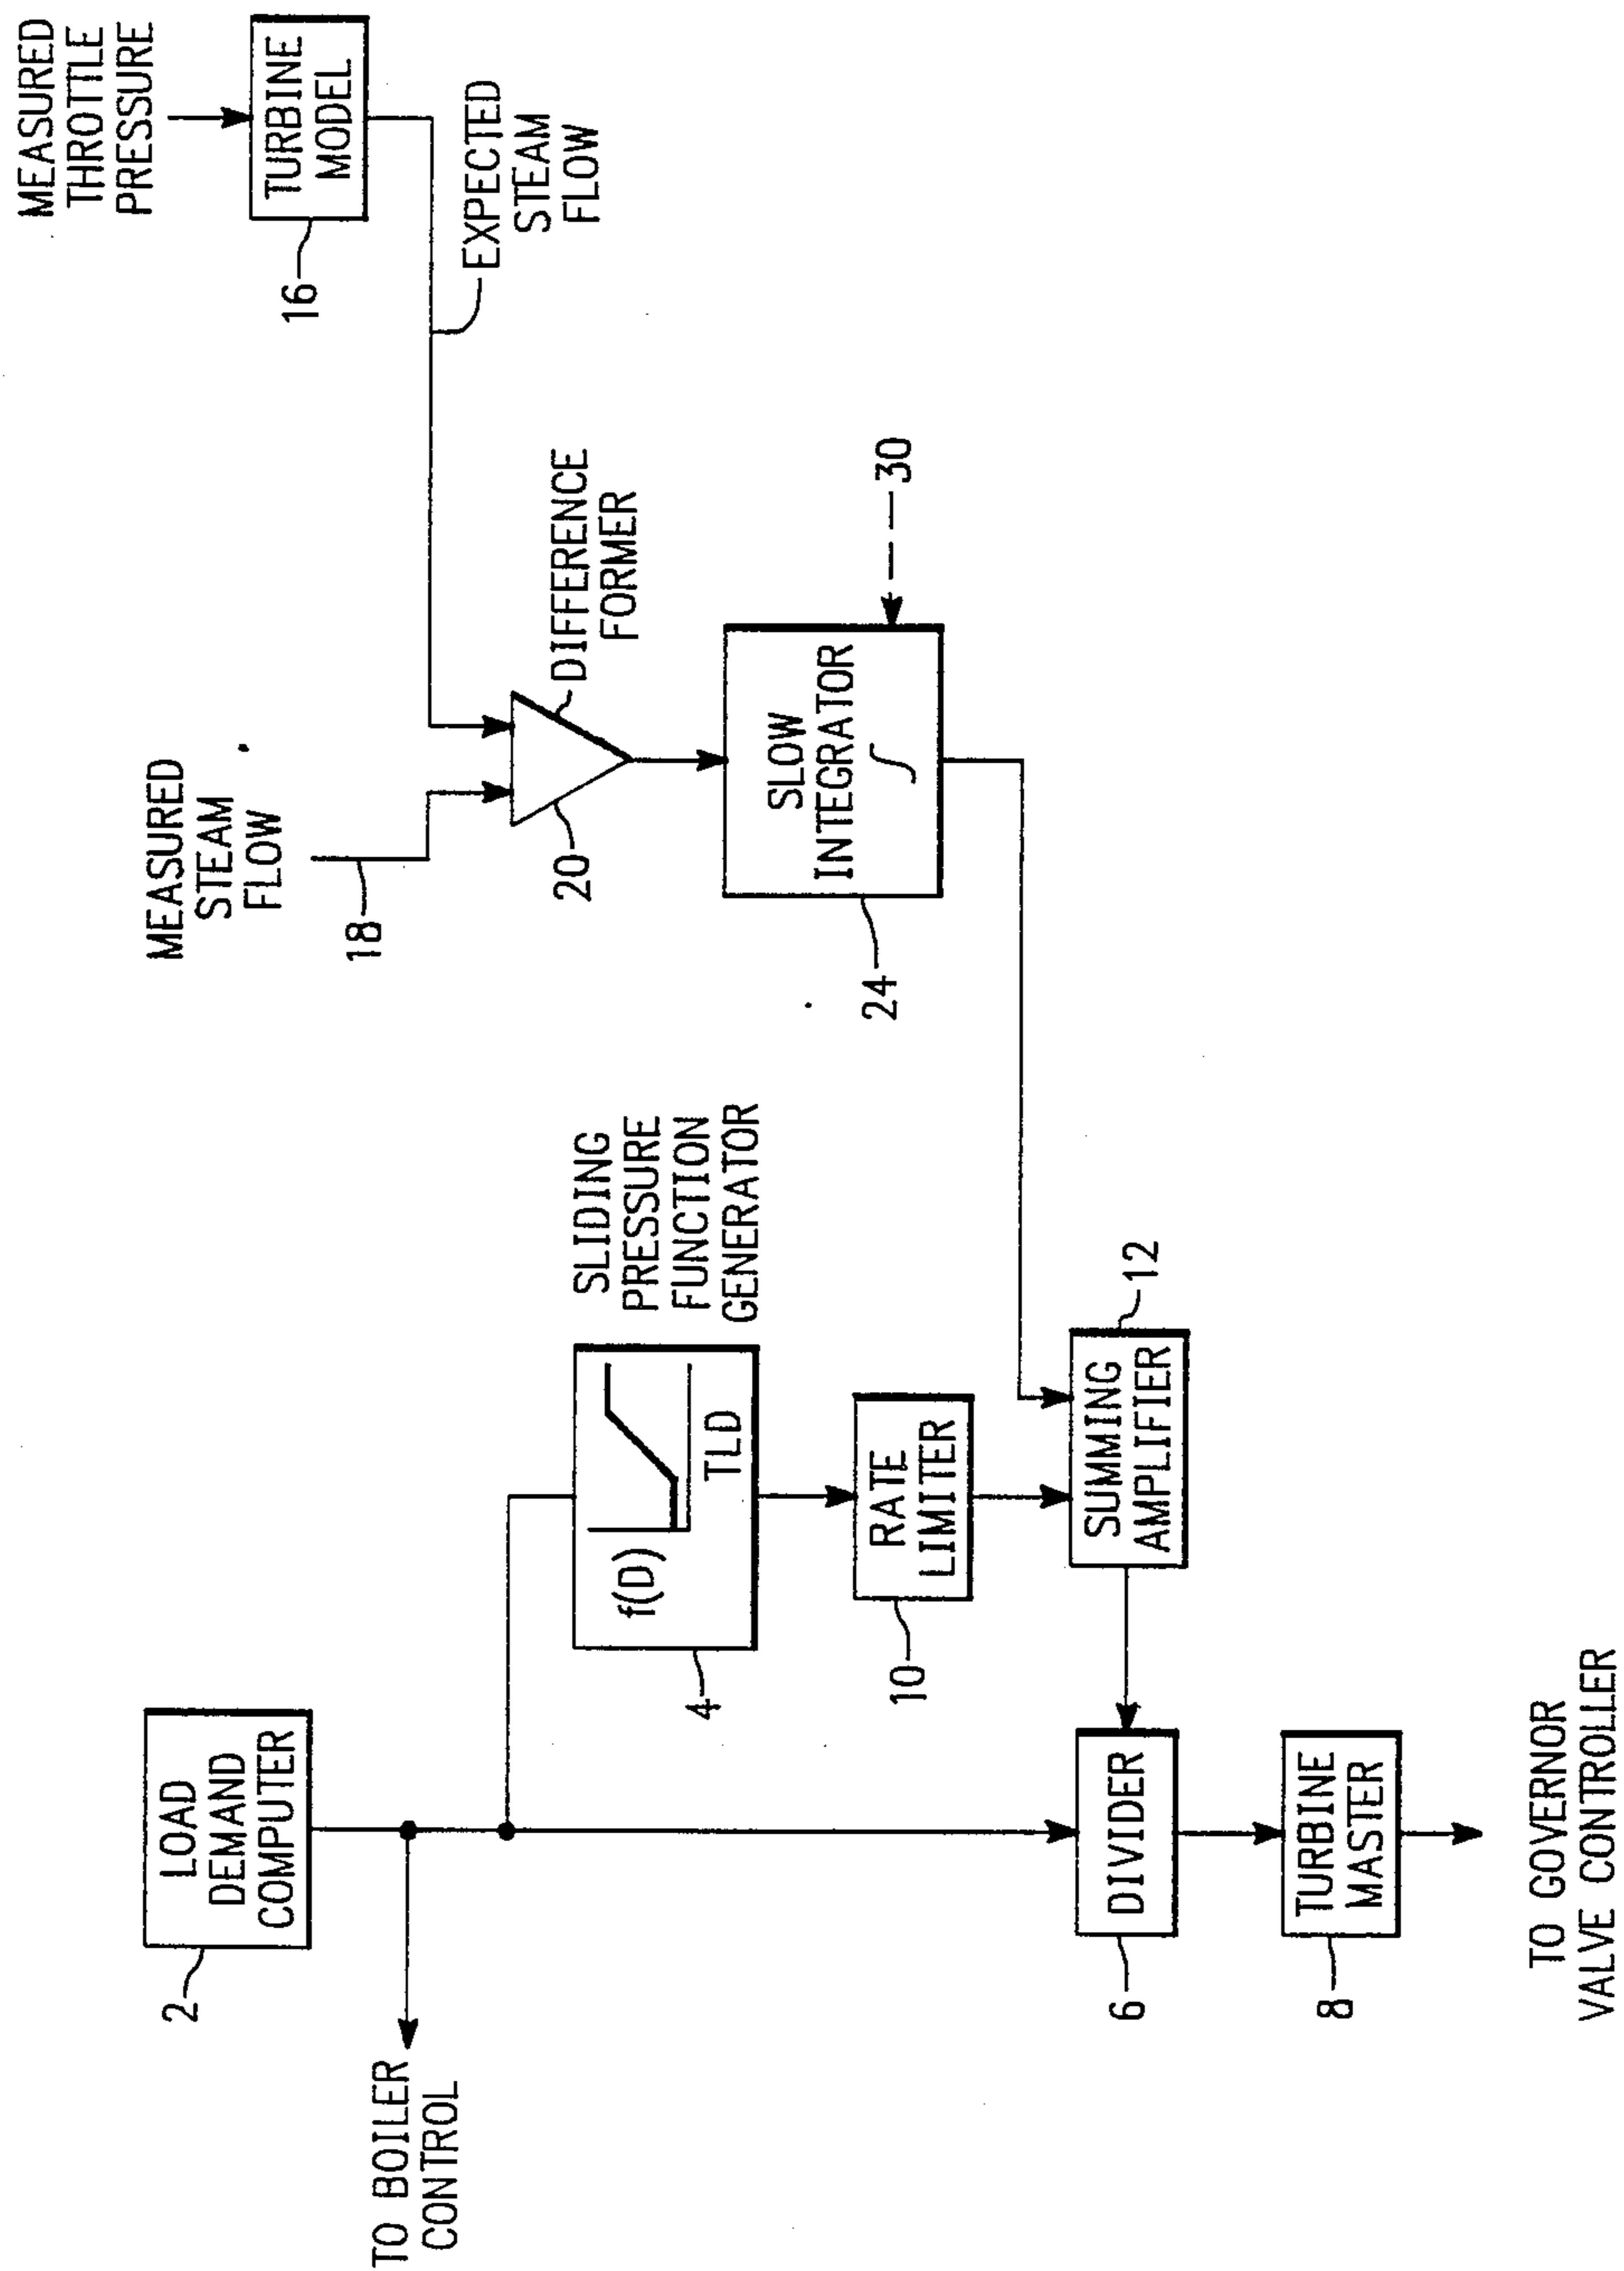 MEASURED
THROTTLE
PRESSURE
TURBINE
MODEL
16
EXPECTED
STEAM
FLOW
MEASURED
STEAM
FLOW
18
20
DIFFERENCE
FORMER
SLOW
INTEGRATOR
∫
24
30
LOAD
DEMAND
COMPUTER
2
TO BOILER
CONTROL
SLIDING
PRESSURE
FUNCTION
GENERATOR
f(D)
TLD
4
RATE
LIMITER
10
SUMMING
AMPLIFIER
12
DIVIDER
6
TURBINE
MASTER
8
TO GOVERNOR
VALVE CONTROLLER